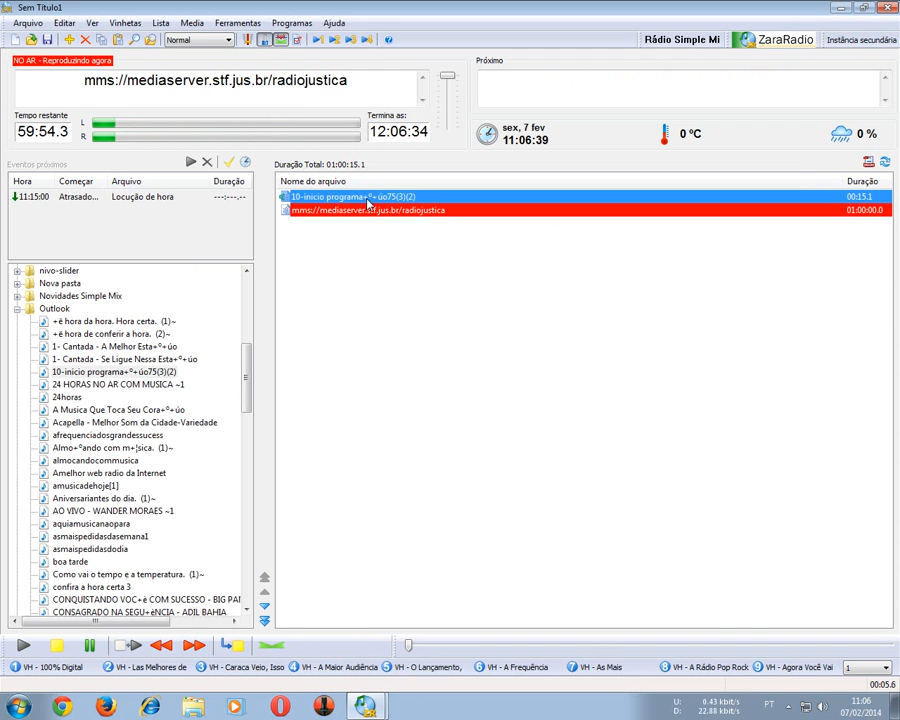 Sem Título1
Arquivo Editar Ver Vinhetas Lista Media Ferramentas Programas Ajuda
Normal
Rádio Simple Mi
ZaraRadio
Instância secundária
NO AR - Reproduzindo agora
mms://mediaserver.stf.jus.br/radiojustica
Próximo
Tempo restante
59:54.3
L
R
Termina as:
12:06:34
sex, 7 fev
11:06:39
0 ºC
0 %
Eventos próximos
Hora Começar Arquivo Duração
11:15:00 Atrasado... Locução de hora ---:---.--
Duração Total: 01:00:15.1
Nome do arquivo Duração
10-inicio programa+º+úo75(3)(2) 00:15.1
mms://mediaserver.stf.jus.br/radiojustica 01:00:00.0
nivo-slider
Nova pasta
Novidades Simple Mix
Outlook
+é hora da hora. Hora certa. (1)~
+é hora de conferir a hora. (2)~
1- Cantada - A Melhor Esta+º+úo
1- Cantada - Se Ligue Nessa Esta+º+úo
10-inicio programa+º+úo75(3)(2)
24 HORAS NO AR COM MUSICA ~1
24horas
A Musica Que Toca Seu Cora+º+úo
Acapella - Melhor Som da Cidade-Variedade
afrequenciadosgrandessucess
Almo+ºando com m+¦sica. (1)~
almocandocommusica
Amelhor web radio da Internet
amusicadehoje[1]
Aniversariantes do dia. (1)~
AO VIVO - WANDER MORAES ~1
aquiamusicanaopara
asmaispedidasdasemana1
asmaispedidasdodia
boa tarde
Como vai o tempo e a temperatura. (1)~
confira a hora certa 3
CONQUISTANDO VOC+è COM SUCESSO - BIG PAN
CONSAGRADO NA SEGU+èNCIA - ADIL BAHIA
1 VH - 100% Digital 2 VH - Las Melhores de 3 VH - Caraca Veio, Isso 4 VH - A Maior Audiência 5 VH - O Lançamento, 6 VH - A Frequência 7 VH - As Mais 8 VH - A Rádio Pop Rock 9 VH - Agora Você Vai 1
00:05.6
U: 0.43 kbit/s
D: 22.88 kbit/s
PT
11:06
07/02/2014